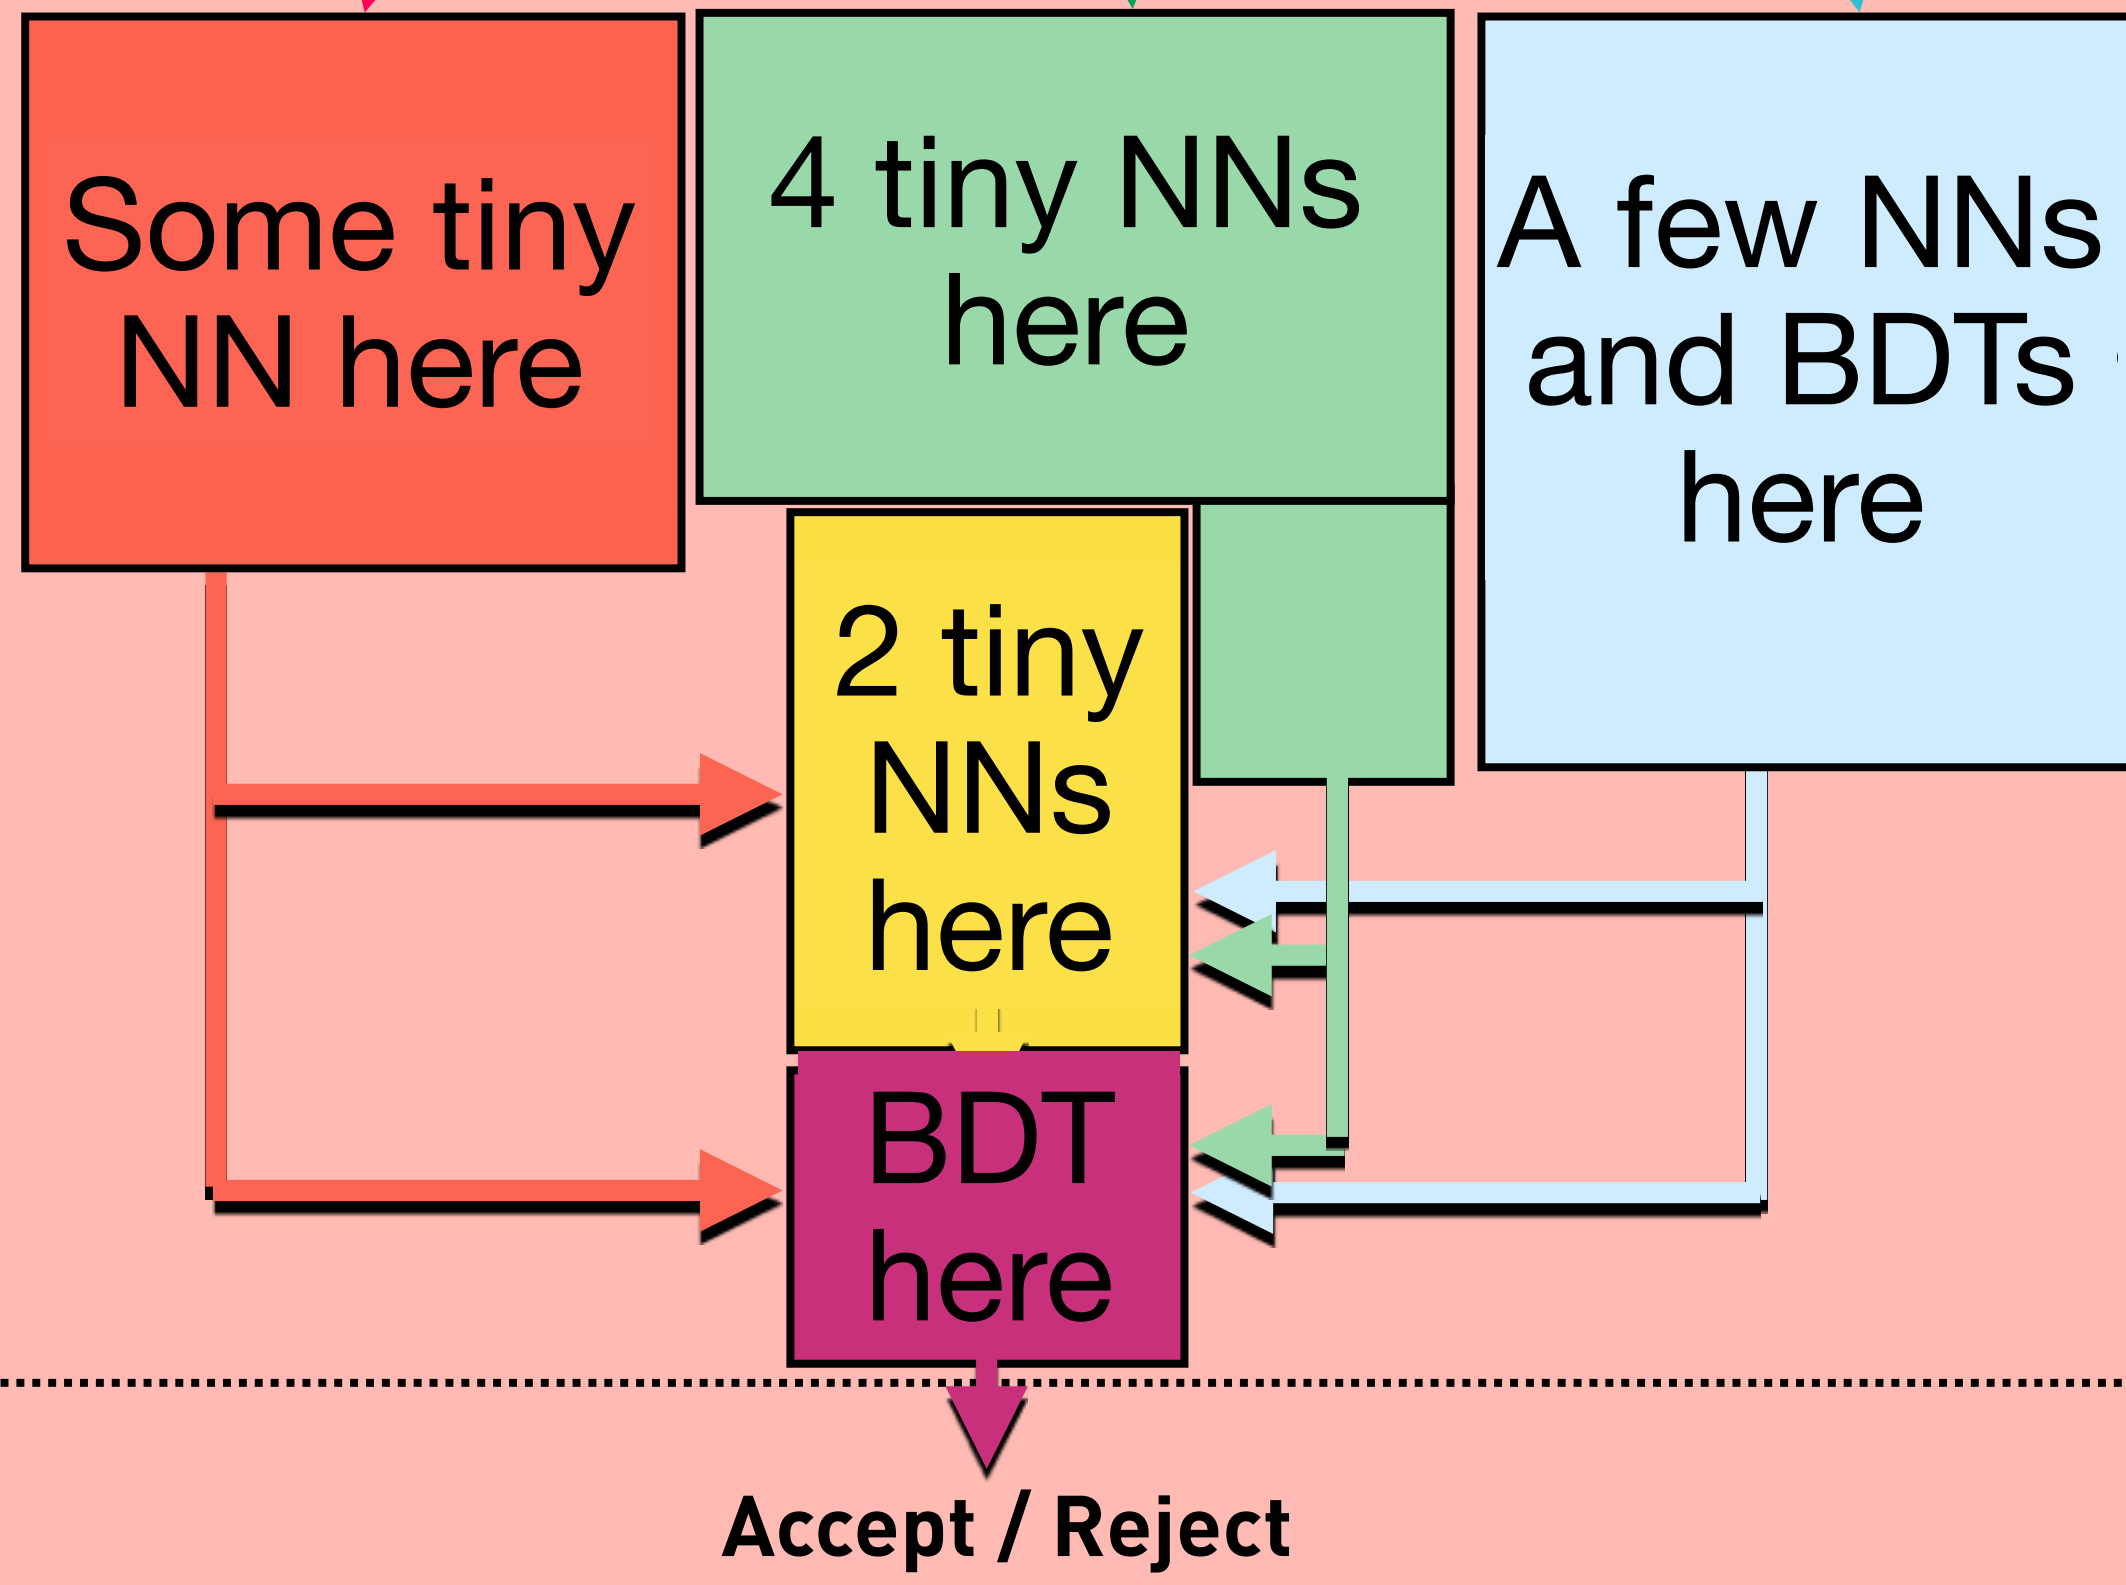 Some tiny
NN here
4 tiny NNs
here
A few NNs
and BDTs
here
2 tiny
NNs
here
BDT
here
Accept / Reject